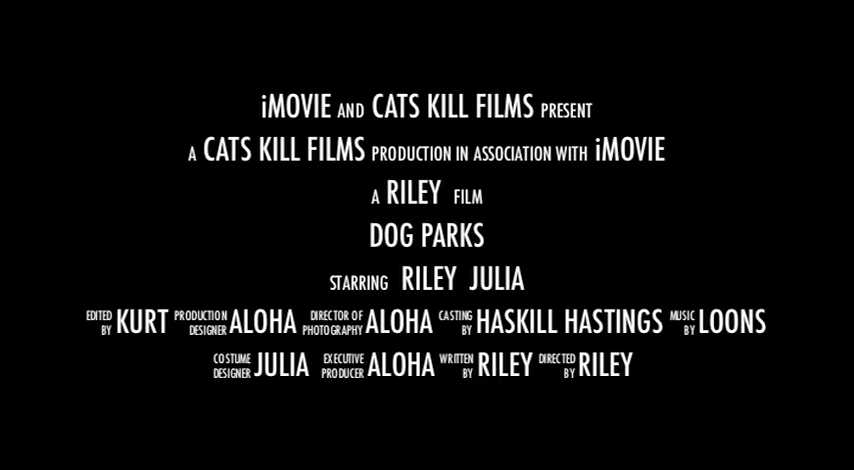 iMOVIE AND CATS KILL FILMS PRESENT
A CATS KILL FILMS PRODUCTION IN ASSOCIATION WITH iMOVIE
A RILEY FILM
DOG PARKS
STARRING RILEY JULIA
EDITED BY KURT PRODUCTION DESIGNER ALOHA DIRECTOR OF PHOTOGRAPHY ALOHA CASTING BY HASKILL HASTINGS MUSIC BY LOONS
COSTUME DESIGNER JULIA EXECUTIVE PRODUCER ALOHA WRITTEN BY RILEY DIRECTED BY RILEY